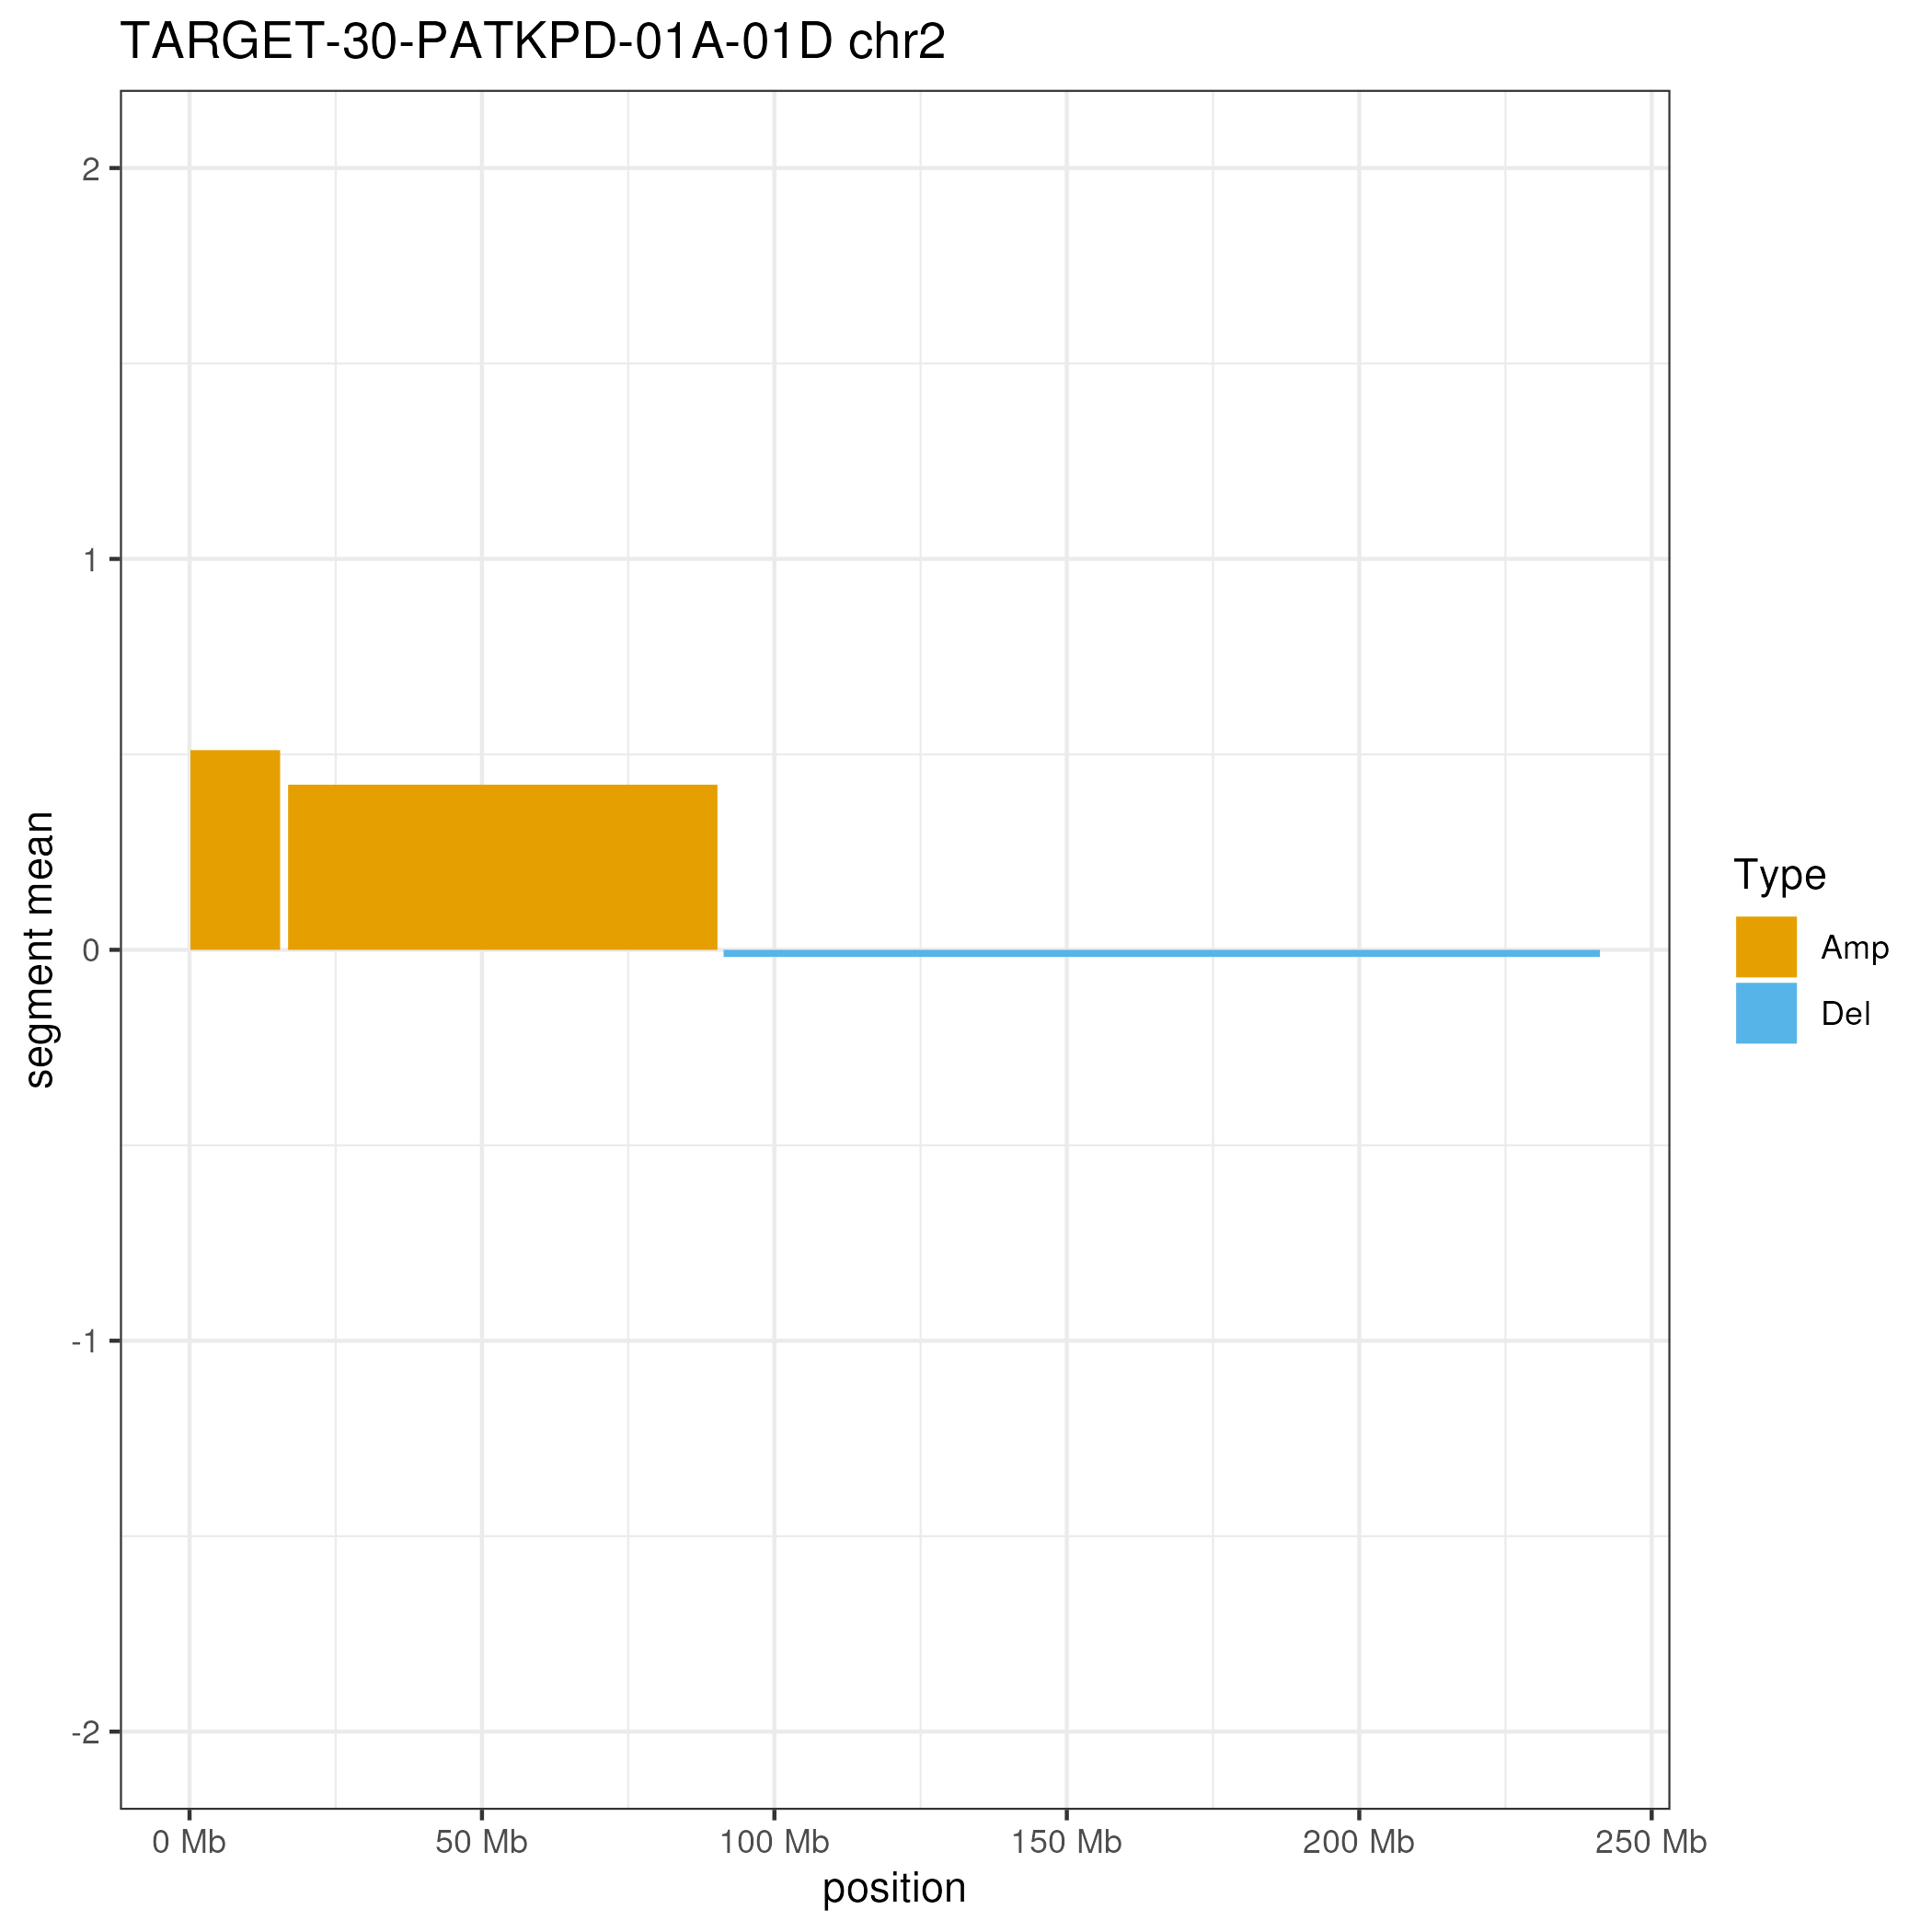 TARGET-30-PATKPD-01A-01D chr2
2
1
0
-1
-2
segment mean
0 Mb
50 Mb
100 Mb
150 Mb
200 Mb
250 Mb
position
Type
Amp
Del